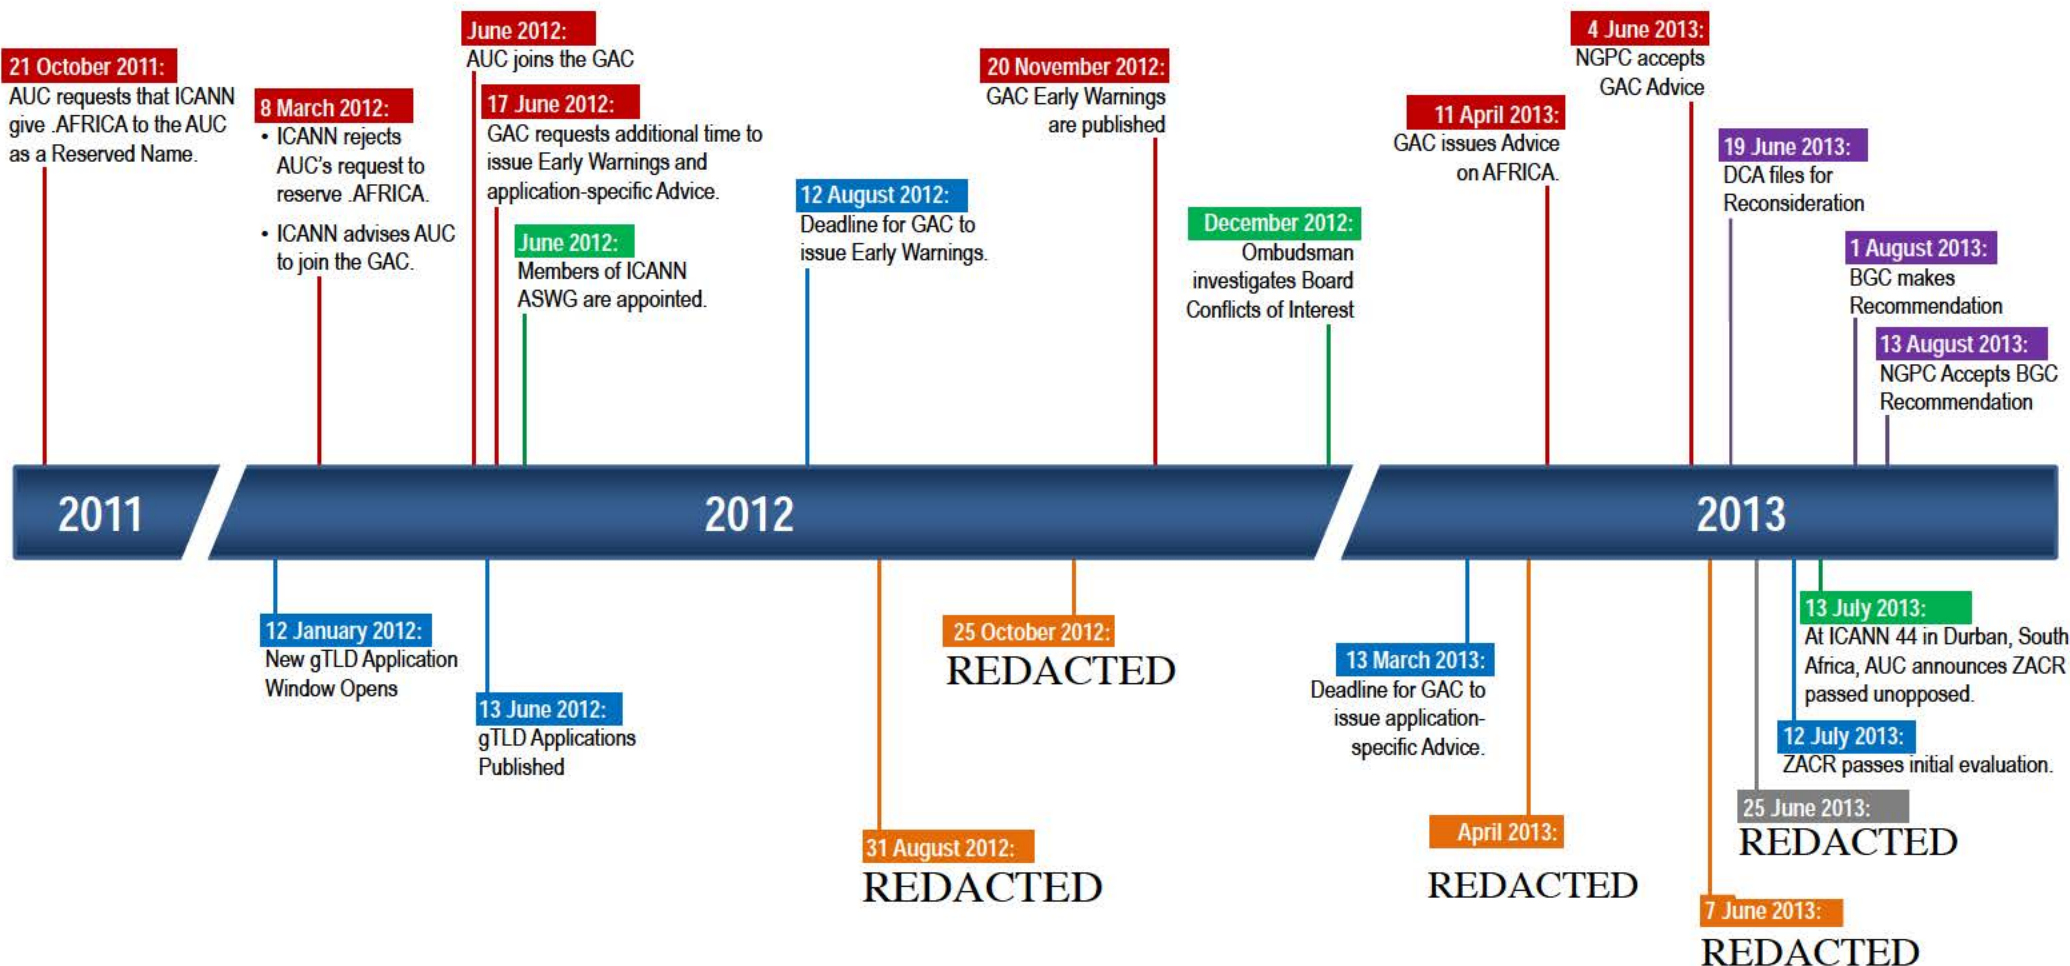 21 October 2011:
AUC requests that ICANN
give .AFRICA to the AUC
as a Reserved Name.
8 March 2012:
• ICANN rejects
AUC's request to
reserve .AFRICA.
• ICANN advises AUC
to join the GAC.
June 2012:
AUC joins the GAC
17 June 2012:
GAC requests additional time to
issue Early Warnings and
application-specific Advice.
June 2012:
Members of ICANN
ASWG are appointed.
12 August 2012:
Deadline for GAC to
issue Early Warnings.
20 November 2012:
GAC Early Warnings
are published
December 2012:
Ombudsman
investigates Board
Conflicts of Interest
11 April 2013:
GAC issues Advice
on AFRICA.
4 June 2013:
NGPC accepts
GAC Advice
19 June 2013:
DCA files for
Reconsideration
1 August 2013:
BGC makes
Recommendation
13 August 2013:
NGPC Accepts BGC
Recommendation
2011
2012
2013
12 January 2012:
New gTLD Application
Window Opens
13 June 2012:
gTLD Applications
Published
31 August 2012:
REDACTED
25 October 2012:
REDACTED
13 March 2013:
Deadline for GAC to
issue application-
specific Advice.
April 2013:
REDACTED
7 June 2013:
REDACTED
25 June 2013:
REDACTED
12 July 2013:
ZACR passes initial evaluation.
13 July 2013:
At ICANN 44 in Durban, South
Africa, AUC announces ZACR
passed unopposed.